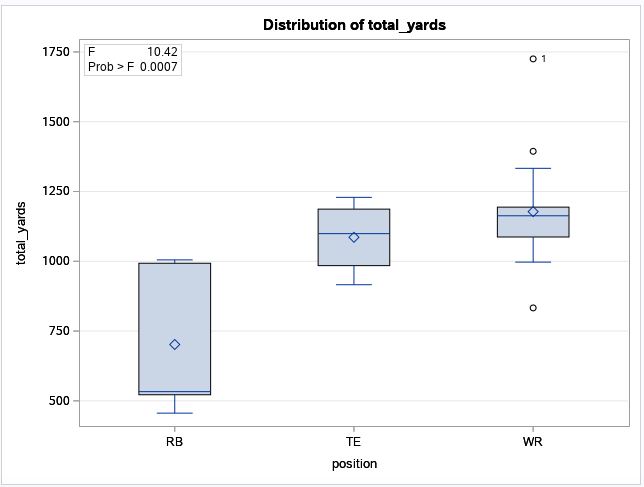 Distribution of total_yards
F 10.42
Prob > F 0.0007
1750
1500
1250
1000
750
500
total_yards
1
RB TE WR
position